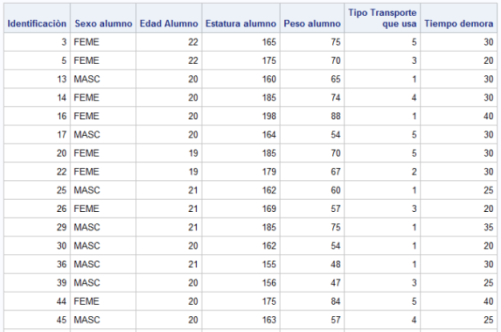 Identificaciòn Sexo alumno Edad Alumno Estatura alumno Peso alumno Tipo Transporte que usa Tiempo demora
3 FEME 22 165 75 5 30
5 FEME 22 175 70 3 20
13 MASC 20 160 65 1 30
14 FEME 20 185 74 4 30
16 FEME 20 198 88 1 40
17 MASC 20 164 54 5 30
20 FEME 19 185 70 5 30
22 FEME 19 179 67 2 30
25 MASC 21 162 60 1 25
26 FEME 21 169 57 3 20
29 MASC 21 185 75 1 35
30 MASC 20 162 54 1 20
36 MASC 21 155 48 1 30
39 MASC 20 156 47 3 25
44 FEME 20 175 84 5 40
45 MASC 20 163 57 4 25